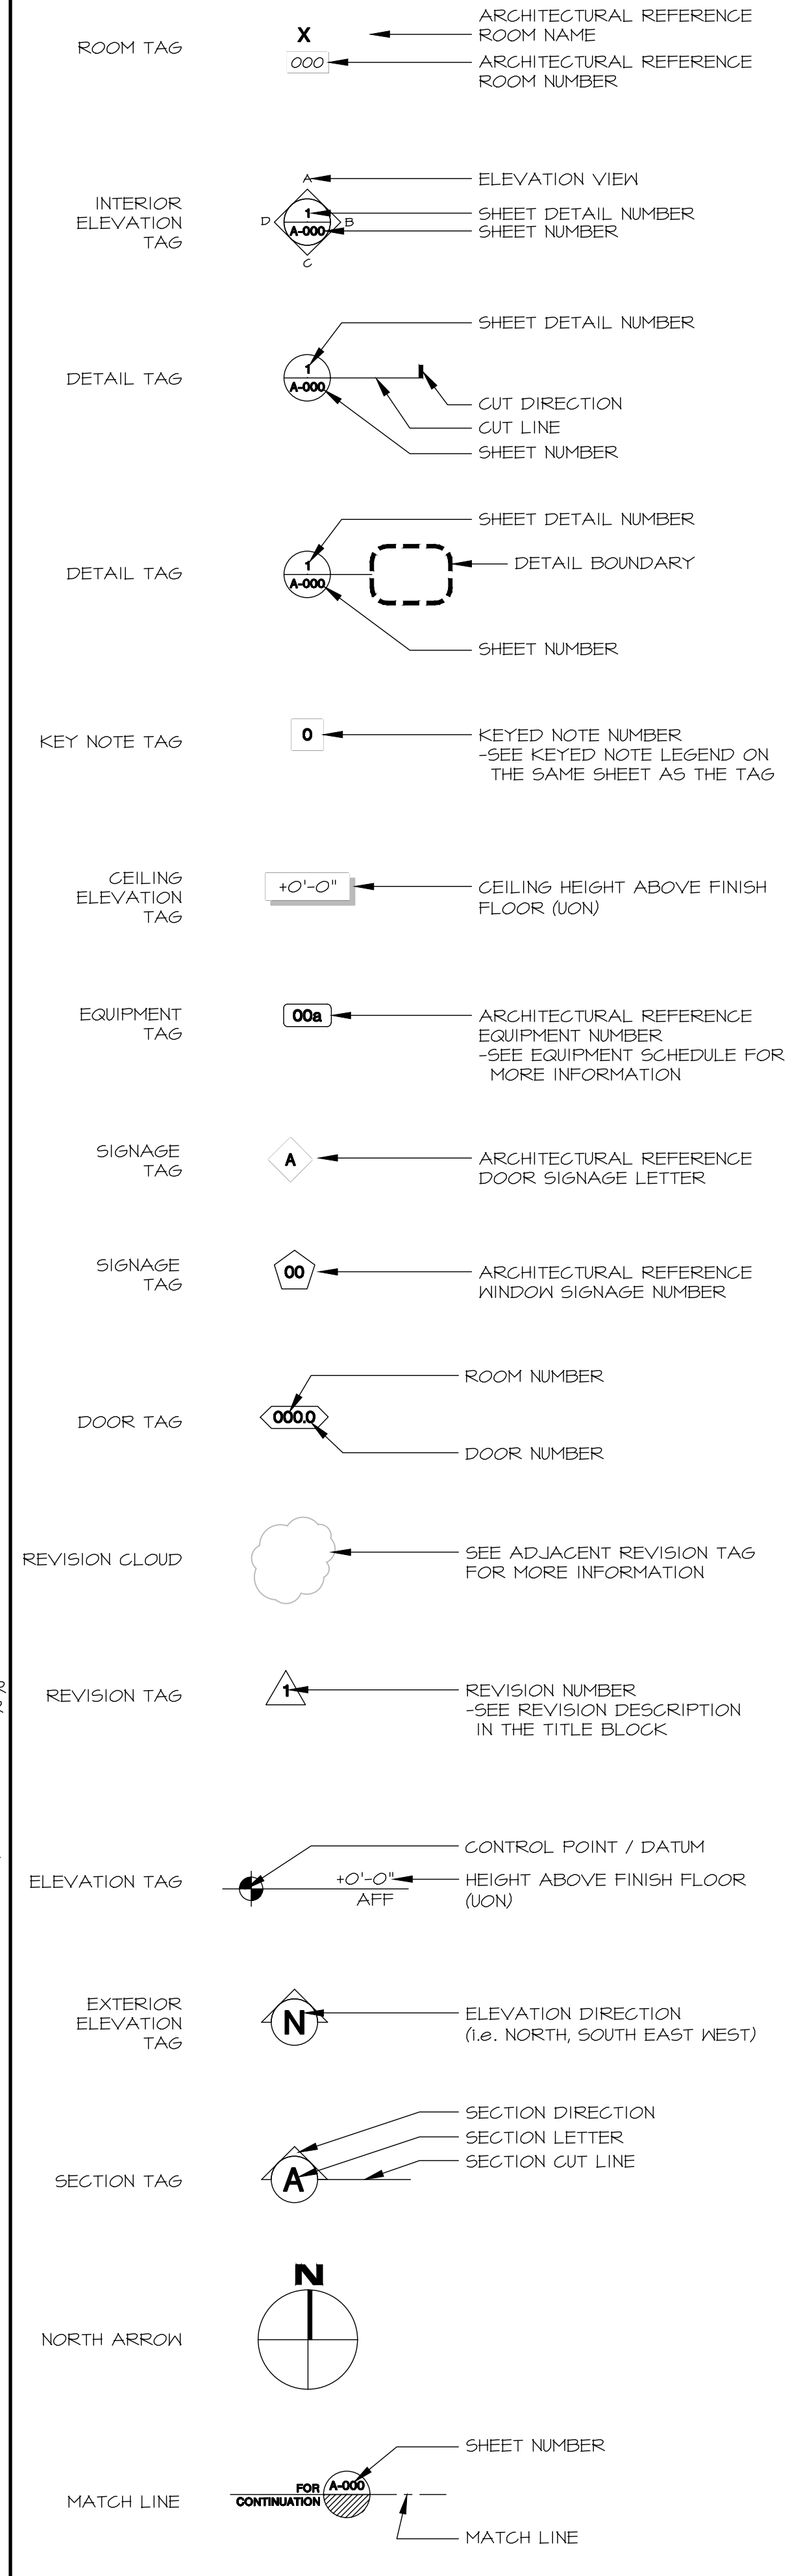 ROOM TAG
X
000
ARCHITECTURAL REFERENCE
ROOM NAME
ARCHITECTURAL REFERENCE
ROOM NUMBER
INTERIOR
ELEVATION
TAG
A
D
1
B
A-000
C
ELEVATION VIEW
SHEET DETAIL NUMBER
SHEET NUMBER
DETAIL TAG
1
A-000
SHEET DETAIL NUMBER
CUT DIRECTION
CUT LINE
SHEET NUMBER
DETAIL TAG
1
A-000
SHEET DETAIL NUMBER
DETAIL BOUNDARY
SHEET NUMBER
KEY NOTE TAG
0
KEYED NOTE NUMBER
-SEE KEYED NOTE LEGEND ON
THE SAME SHEET AS THE TAG
CEILING
ELEVATION
TAG
+0'-0"
CEILING HEIGHT ABOVE FINISH
FLOOR (UON)
EQUIPMENT
TAG
00a
ARCHITECTURAL REFERENCE
EQUIPMENT NUMBER
-SEE EQUIPMENT SCHEDULE FOR
MORE INFORMATION
SIGNAGE
TAG
A
ARCHITECTURAL REFERENCE
DOOR SIGNAGE LETTER
SIGNAGE
TAG
00
ARCHITECTURAL REFERENCE
WINDOW SIGNAGE NUMBER
DOOR TAG
000.0
ROOM NUMBER
DOOR NUMBER
REVISION CLOUD
SEE ADJACENT REVISION TAG
FOR MORE INFORMATION
REVISION TAG
1
REVISION NUMBER
-SEE REVISION DESCRIPTION
IN THE TITLE BLOCK
ELEVATION TAG
+0'-0"
AFF
CONTROL POINT / DATUM
HEIGHT ABOVE FINISH FLOOR
(UON)
EXTERIOR
ELEVATION
TAG
N
ELEVATION DIRECTION
(i.e. NORTH, SOUTH EAST WEST)
SECTION TAG
A
SECTION DIRECTION
SECTION LETTER
SECTION CUT LINE
NORTH ARROW
N
MATCH LINE
FOR
CONTINUATION
A-000
SHEET NUMBER
MATCH LINE